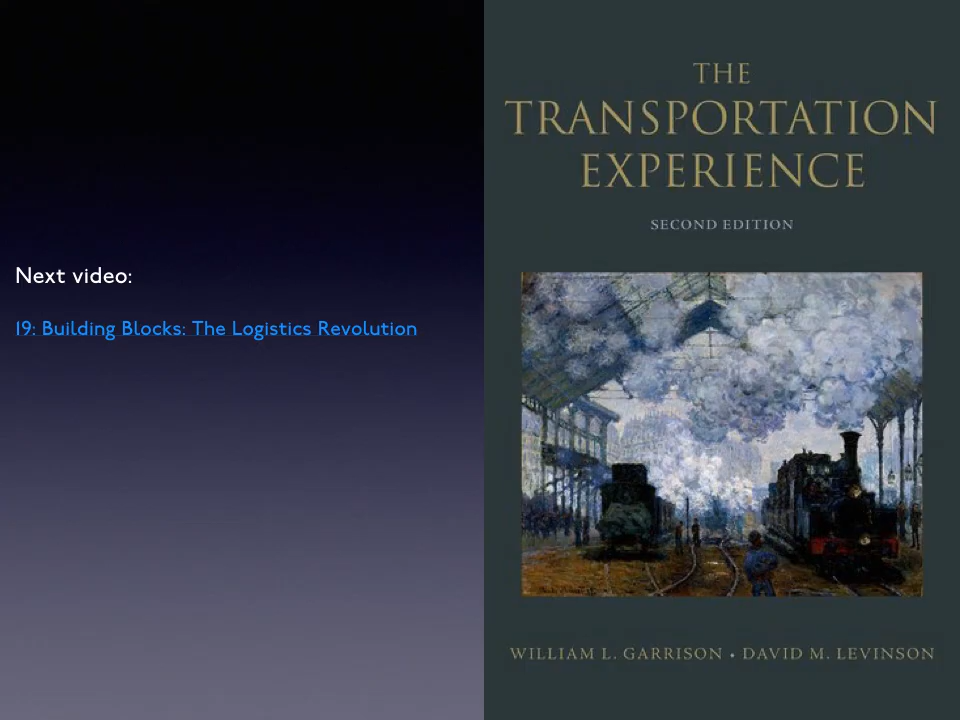 Next video:
19: Building Blocks: The Logistics Revolution
THE
TRANSPORTATION
EXPERIENCE
SECOND EDITION
WILLIAM L. GARRISON • DAVID M. LEVINSON